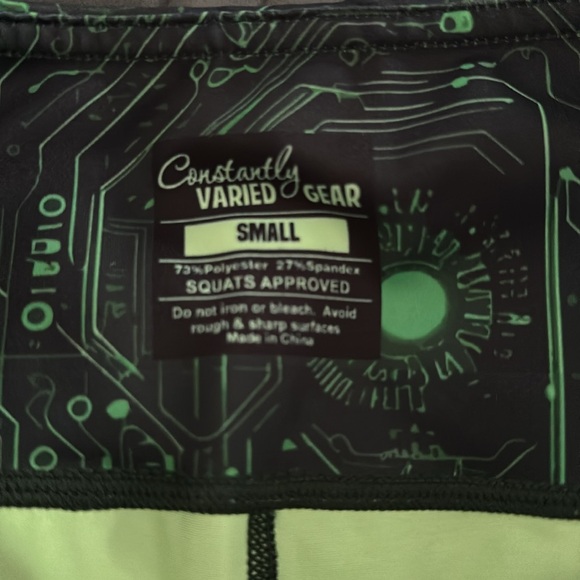 Constantly
VARIED GEAR
SMALL
73%Polyester 27%Spandex
SQUATS APPROVED
Do not iron or bleach. Avoid
rough & sharp surfaces
Made in China